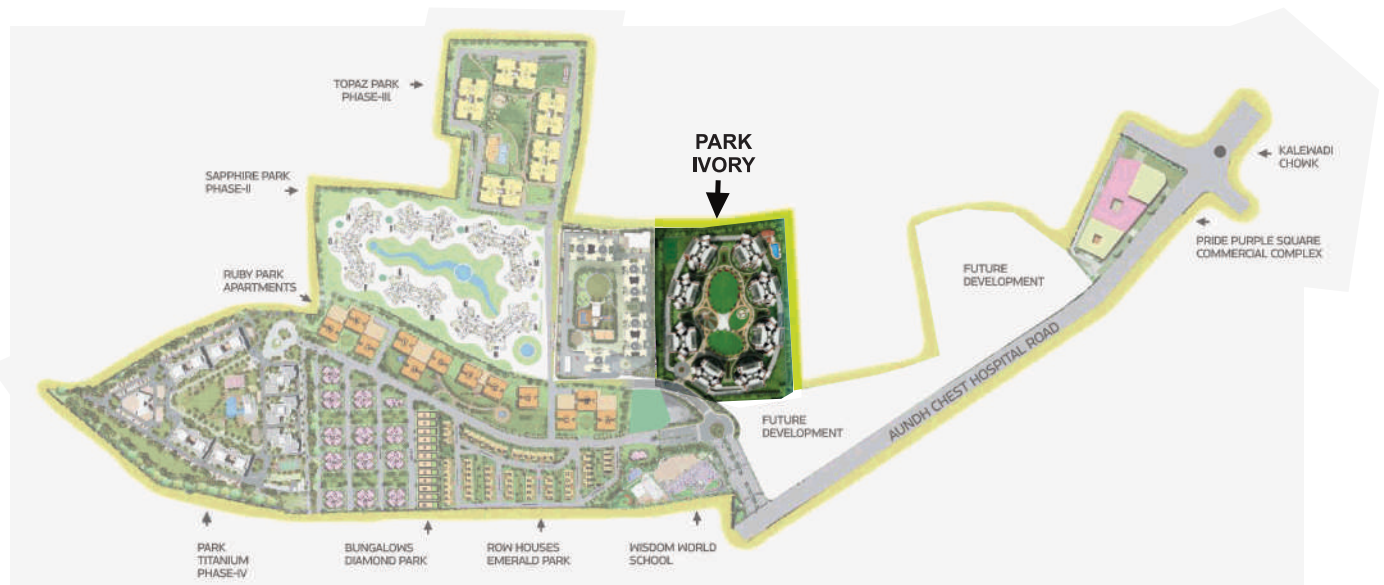 TOPAZ PARK
PHASE-III
SAPPHIRE PARK
PHASE-II
RUBY PARK
APARTMENTS
PARK
IVORY
KALEWADI
CHOWK
PRIDE PURPLE SQUARE
COMMERCIAL COMPLEX
FUTURE
DEVELOPMENT
AUNDH CHEST HOSPITAL ROAD
FUTURE
DEVELOPMENT
PARK
TITANIUM
PHASE-IV
BUNGALOWS
DIAMOND PARK
ROW HOUSES
EMERALD PARK
WISDOM WORLD
SCHOOL